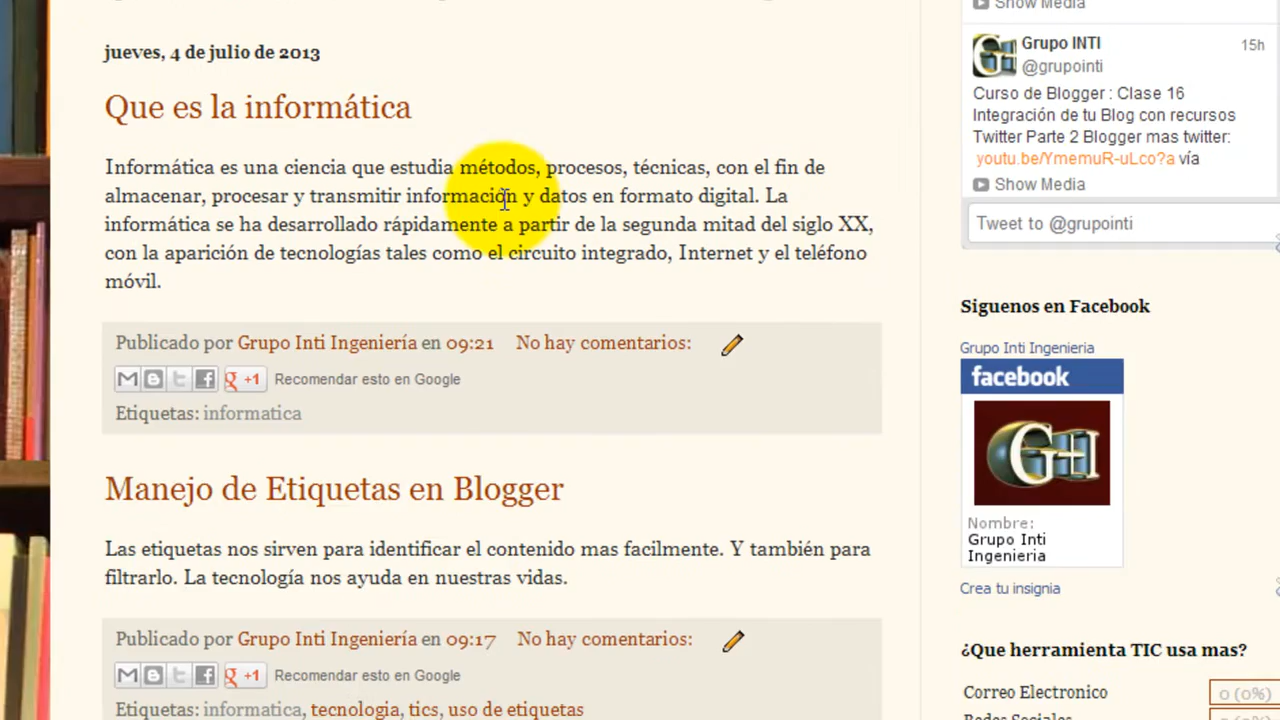 jueves, 4 de julio de 2013
Que es la informática
Informática es una ciencia que estudia métodos, procesos, técnicas, con el fin de
almacenar, procesar y transmitir información y datos en formato digital. La
informática se ha desarrollado rápidamente a partir de la segunda mitad del siglo XX,
con la aparición de tecnologías tales como el circuito integrado, Internet y el teléfono
móvil.
Publicado por Grupo Inti Ingeniería en 09:21 No hay comentarios:
+1 Recomendar esto en Google
Etiquetas: informatica
Manejo de Etiquetas en Blogger
Las etiquetas nos sirven para identificar el contenido mas facilmente. Y también para
filtrarlo. La tecnología nos ayuda en nuestras vidas.
Publicado por Grupo Inti Ingeniería en 09:17 No hay comentarios:
+1 Recomendar esto en Google
Etiquetas: informatica, tecnologia, tics, uso de etiquetas
Show Media
Grupo INTI 15h
@grupointi
Curso de Blogger : Clase 16
Integración de tu Blog con recursos
Twitter Parte 2 Blogger mas twitter:
youtu.be/YmemuR-uLco?a vía
Show Media
Tweet to @grupointi
Siguenos en Facebook
Grupo Inti Ingenieria
facebook
G+I
Nombre:
Grupo Inti
Ingenieria
Crea tu insignia
¿Que herramienta TIC usa mas?
Correo Electronico 0 (0%)